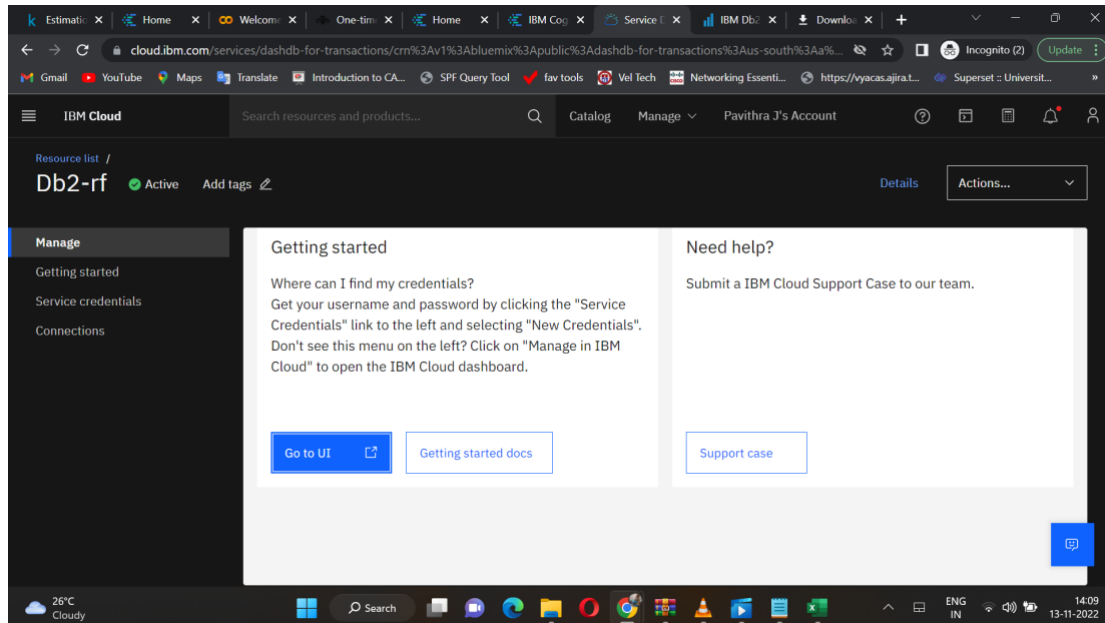 Estimatio
Home
Welcome
One-tim
Home
IBM Cog
Service D
IBM Db2
Downloa
cloud.ibm.com/services/dashdb-for-transactions/crn%3Av1%3Abluemix%3Apublic%3Adashdb-for-transactions%3Aus-south%3Aa%...
Incognito (2)
Update
Gmail
YouTube
Maps
Translate
Introduction to CA...
SPF Query Tool
fav tools
Vel Tech
Networking Essenti...
https://vyacas.ajira.t...
Superset :: Universit...
»
IBM Cloud
Search resources and products...
Catalog
Manage
Pavithra J's Account
Resource list /
Db2-rf
Active
Add tags
Details
Actions...
Manage
Getting started
Service credentials
Connections
Getting started
Where can I find my credentials?
Get your username and password by clicking the "Service
Credentials" link to the left and selecting "New Credentials".
Don't see this menu on the left? Click on "Manage in IBM
Cloud" to open the IBM Cloud dashboard.
Go to UI
Getting started docs
Need help?
Submit a IBM Cloud Support Case to our team.
Support case
26°C
Cloudy
Search
ENG
IN
14:09
13-11-2022